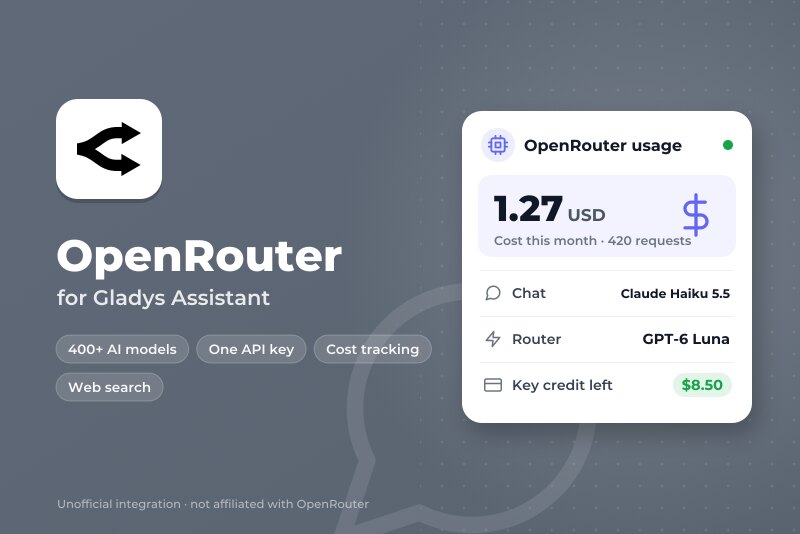 OpenRouter
for Gladys Assistant
400+ AI models
One API key
Cost tracking
Web search
Unofficial integration · not affiliated with OpenRouter
OpenRouter usage
1.27 USD
Cost this month · 420 requests
$
Chat
Claude Haiku 5.5
Router
GPT-6 Luna
Key credit left
$8.50